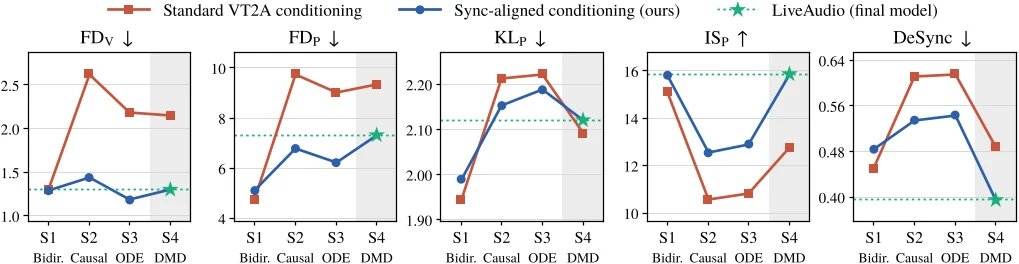 Standard VT2A conditioning Sync-aligned conditioning (ours) LiveAudio (final model)
FDV ↓ FDP ↓ KLP ↓ ISP ↑ DeSync ↓
2.5
2.0
1.5
1.0
S1 S2 S3 S4
Bidir. Causal ODE DMD
10
8
6
4
S1 S2 S3 S4
Bidir. Causal ODE DMD
2.20
2.10
2.00
1.90
S1 S2 S3 S4
Bidir. Causal ODE DMD
16
14
12
10
S1 S2 S3 S4
Bidir. Causal ODE DMD
0.64
0.56
0.48
0.40
S1 S2 S3 S4
Bidir. Causal ODE DMD